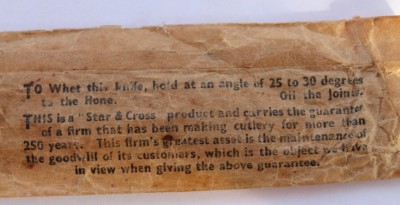 TO Whet this knife, hold at an angle of 25 to 30 degrees
to the Hone. Oil the Joints.
THIS is a "Star & Cross" product and carries the guarantee
of a firm that has been making cutlery for more than
250 years. This firm's greatest asset is the maintenance of
the goodwill of its customers, which is the object we have
in view when giving the above guarantee.